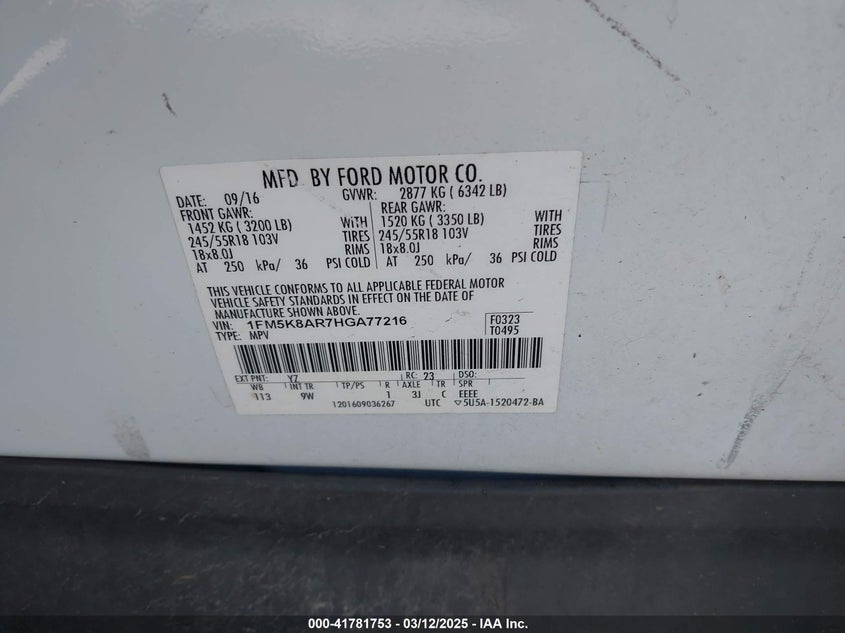 MFD. BY FORD MOTOR CO.
DATE: 09/16 GVWR: 2877 KG ( 6342 LB)
FRONT GAWR: REAR GAWR:
1452 KG ( 3200 LB) WITH 1520 KG ( 3350 LB) WITH
245/55R18 103V TIRES 245/55R18 103V TIRES
18x8.0J RIMS 18x8.0J RIMS
AT 250 kPa/ 36 PSI COLD AT 250 kPa/ 36 PSI COLD
THIS VEHICLE CONFORMS TO ALL APPLICABLE FEDERAL MOTOR
VEHICLE SAFETY STANDARDS IN EFFECT ON THE DATE OF
MANUFACTURE SHOWN ABOVE.
VIN: 1FM5K8AR7HGA77216 F0323
TYPE: MPV T0495
EXT PNT: YZ RC: 23 DSO:
WB INT TR TP/PS R AXLE TR SPR
113 9W 1 3J C EEEE
1201609036267 UTC ▽5U5A-1520472-BA
000-41781753 - 03/12/2025 - IAA Inc.